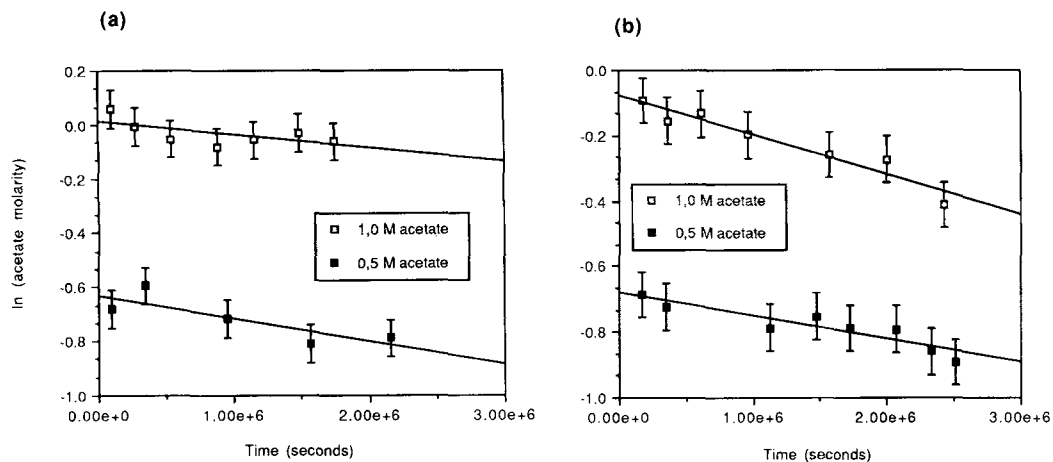 (a)
ln (acetate molarity)
0.2
0.0
-0.2
-0.4
-0.6
-0.8
-1.0
1,0 M acetate
0,5 M acetate
0.00e+0 1.00e+6 2.00e+6 3.00e+6
Time (seconds)
(b)
0.0
-0.2
-0.4
-0.6
-0.8
-1.0
1,0 M acetate
0,5 M acetate
0.00e+0 1.00e+6 2.00e+6 3.00e+6
Time (seconds)